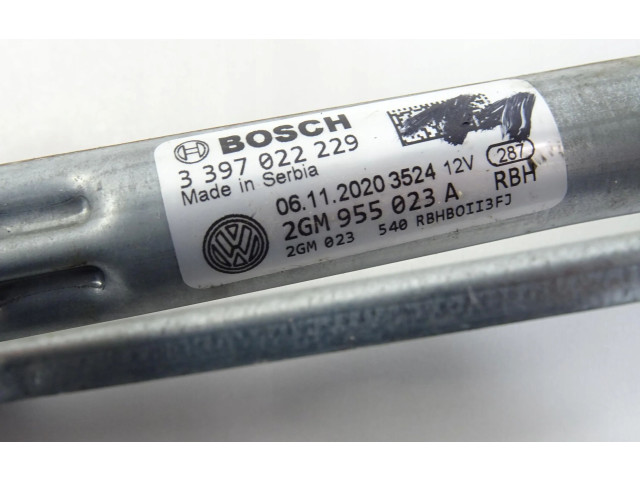 BOSCH
3 397 022 229
Made in Serbia
06.11.2020 3524 12V 287
2GM 955 023 A RBH
2GM 023 540 RBHBOII3FJ